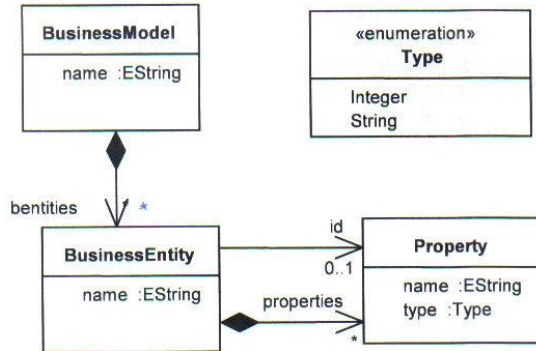 BusinessModel
name :EString
«enumeration»
Type
Integer
String
bentities
*
BusinessEntity
name :EString
id
0..1
properties
*
Property
name :EString
type :Type